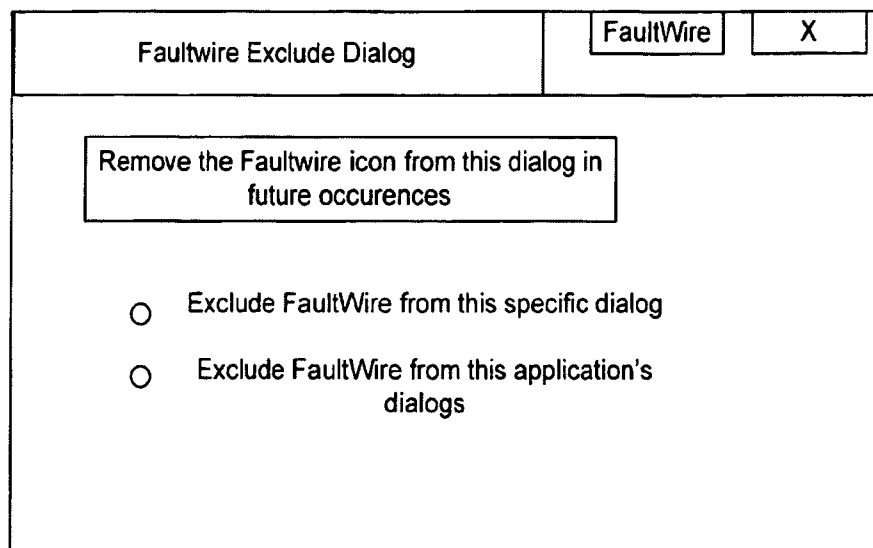 Faultwire Exclude Dialog
FaultWire
X
Remove the Faultwire icon from this dialog in
future occurences
Exclude FaultWire from this specific dialog
Exclude FaultWire from this application's
dialogs